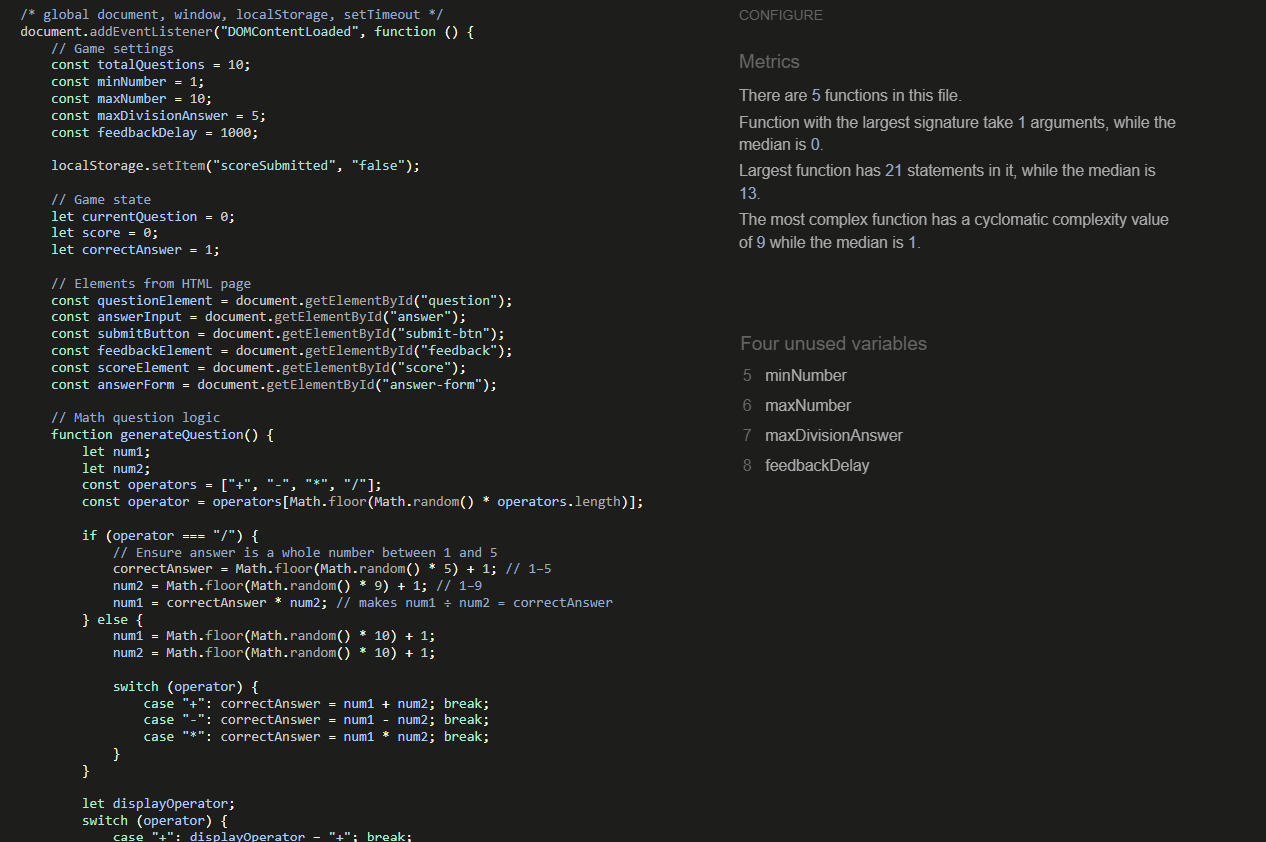 /* global document, window, localStorage, setTimeout */
document.addEventListener("DOMContentLoaded", function () {
    // Game settings
    const totalQuestions = 10;
    const minNumber = 1;
    const maxNumber = 10;
    const maxDivisionAnswer = 5;
    const feedbackDelay = 1000;

    localStorage.setItem("scoreSubmitted", "false");

    // Game state
    let currentQuestion = 0;
    let score = 0;
    let correctAnswer = 1;

    // Elements from HTML page
    const questionElement = document.getElementById("question");
    const answerInput = document.getElementById("answer");
    const submitButton = document.getElementById("submit-btn");
    const feedbackElement = document.getElementById("feedback");
    const scoreElement = document.getElementById("score");
    const answerForm = document.getElementById("answer-form");

    // Math question logic
    function generateQuestion() {
        let num1;
        let num2;
        const operators = ["+", "-", "*", "/"];
        const operator = operators[Math.floor(Math.random() * operators.length)];

        if (operator === "/") {
            // Ensure answer is a whole number between 1 and 5
            correctAnswer = Math.floor(Math.random() * 5) + 1; // 1–5
            num2 = Math.floor(Math.random() * 9) + 1; // 1–9
            num1 = correctAnswer * num2; // makes num1 ÷ num2 = correctAnswer
        } else {
            num1 = Math.floor(Math.random() * 10) + 1;
            num2 = Math.floor(Math.random() * 10) + 1;

            switch (operator) {
                case "+": correctAnswer = num1 + num2; break;
                case "-": correctAnswer = num1 - num2; break;
                case "*": correctAnswer = num1 * num2; break;
            }
        }

        let displayOperator;
        switch (operator) {
            case "+": displayOperator = "+"; break;
CONFIGURE
Metrics
There are 5 functions in this file.
Function with the largest signature take 1 arguments, while the
median is 0.
Largest function has 21 statements in it, while the median is
13.
The most complex function has a cyclomatic complexity value
of 9 while the median is 1.
Four unused variables
5 minNumber
6 maxNumber
7 maxDivisionAnswer
8 feedbackDelay